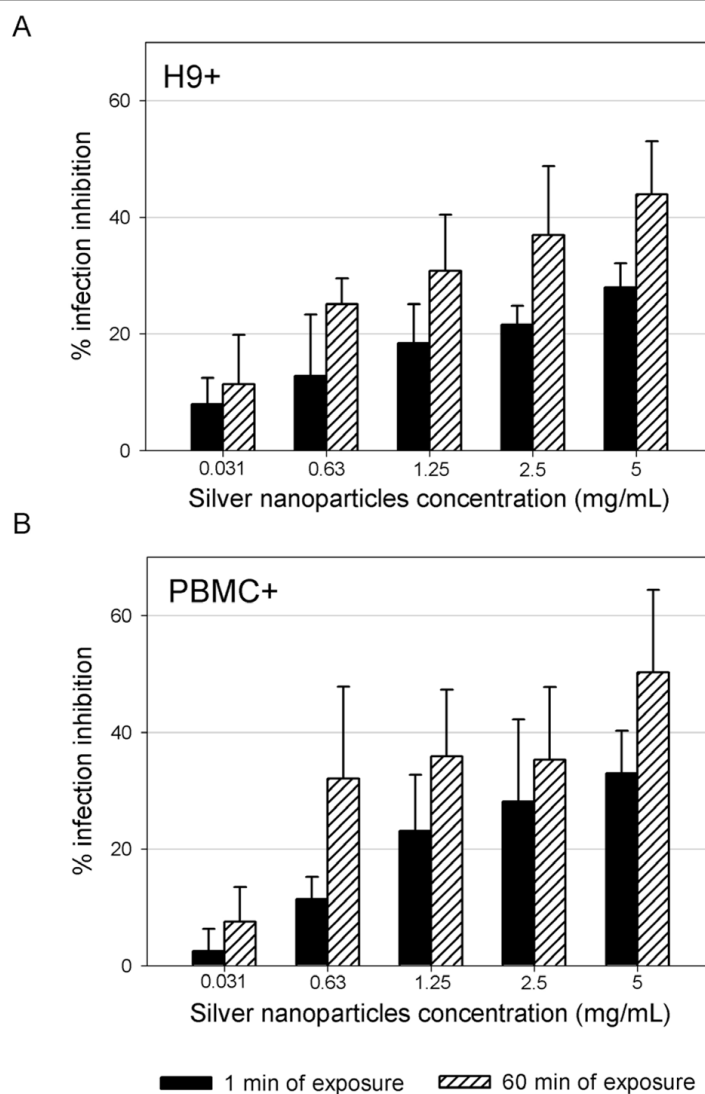 A
H9+
60
40
20
0
% infection inhibition
0.031 0.63 1.25 2.5 5
Silver nanoparticles concentration (mg/mL)
B
PBMC+
60
40
20
0
% infection inhibition
0.031 0.63 1.25 2.5 5
Silver nanoparticles concentration (mg/mL)
1 min of exposure 60 min of exposure